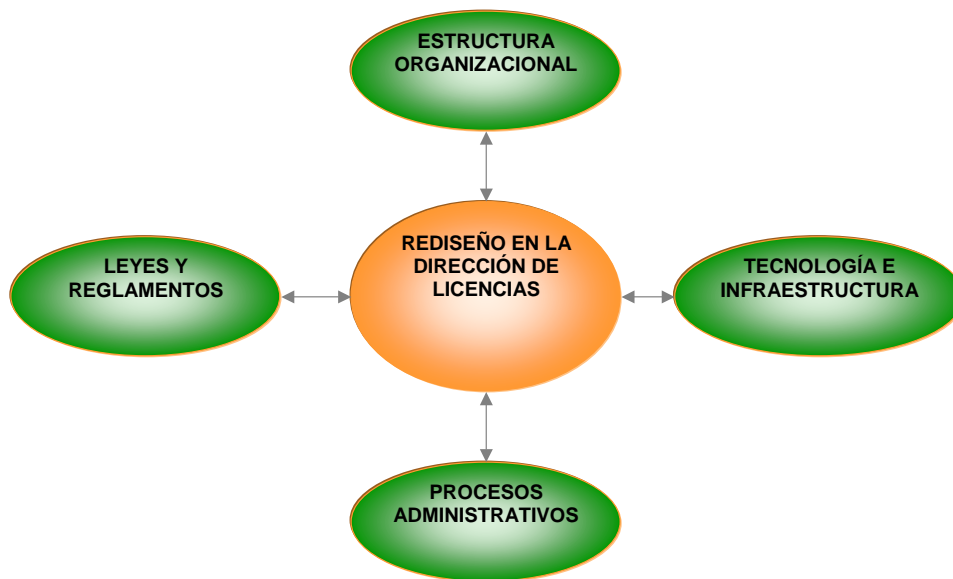 ESTRUCTURA
ORGANIZACIONAL
REDISEÑO EN LA
DIRECCIÓN DE
LICENCIAS
LEYES Y
REGLAMENTOS
TECNOLOGÍA E
INFRAESTRUCTURA
PROCESOS
ADMINISTRATIVOS